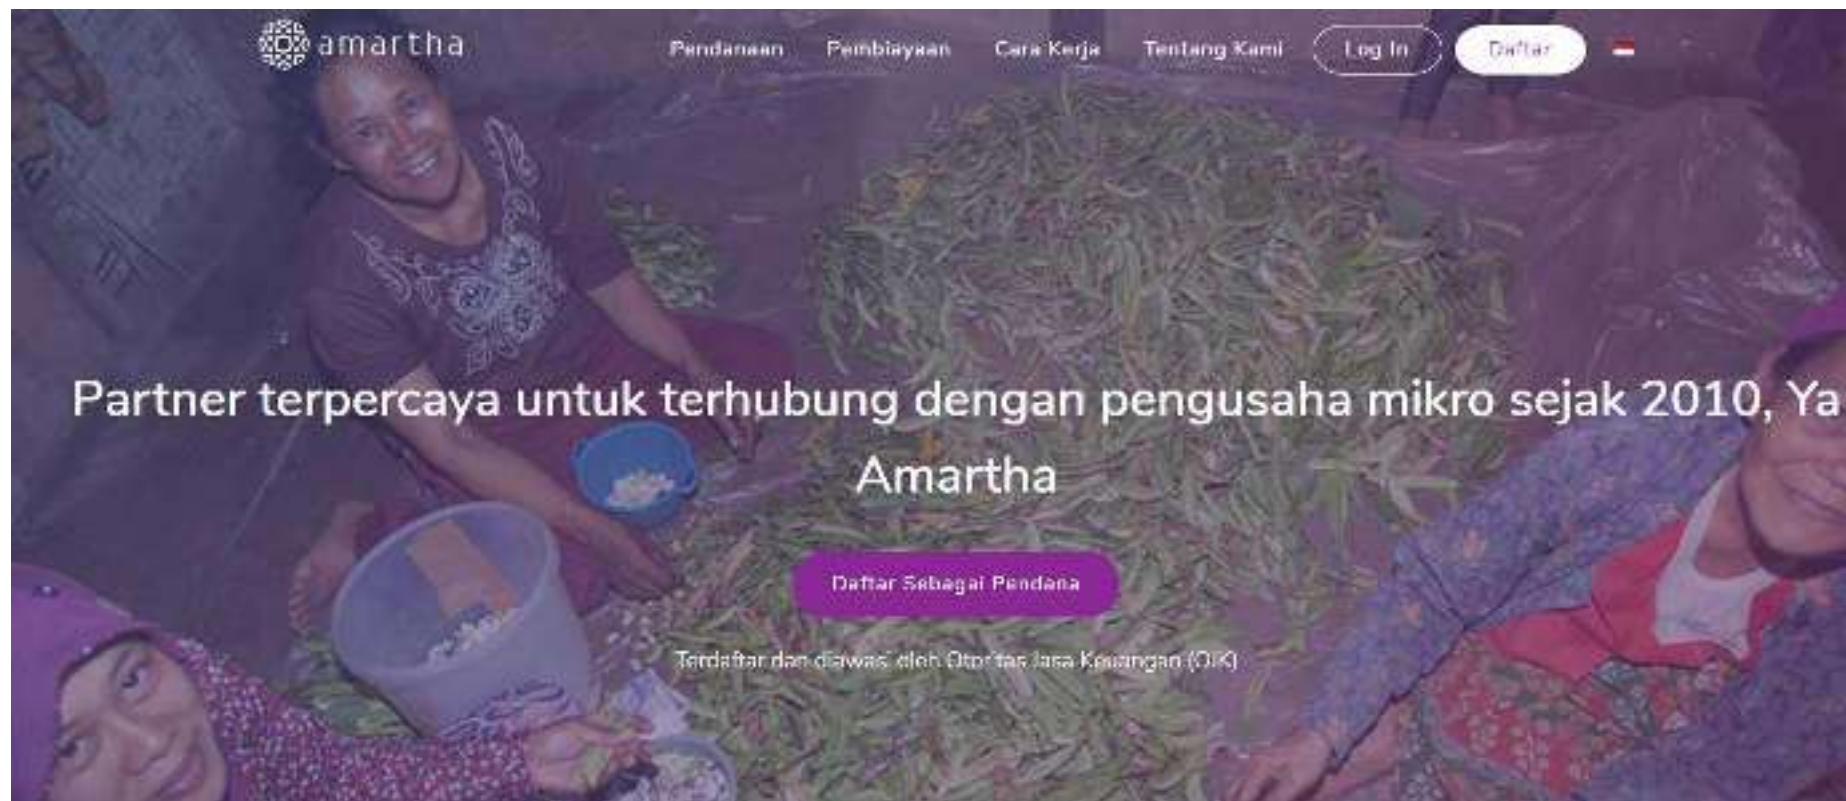 amartha
Pendanaan Pembiayaan Cara Kerja Tentang Kami Log In Daftar
Partner terpercaya untuk terhubung dengan pengusaha mikro sejak 2010, Ya
Amartha
Daftar Sebagai Pendana
Terdaftar dan diawasi oleh Otoritas Jasa Keuangan (OJK)